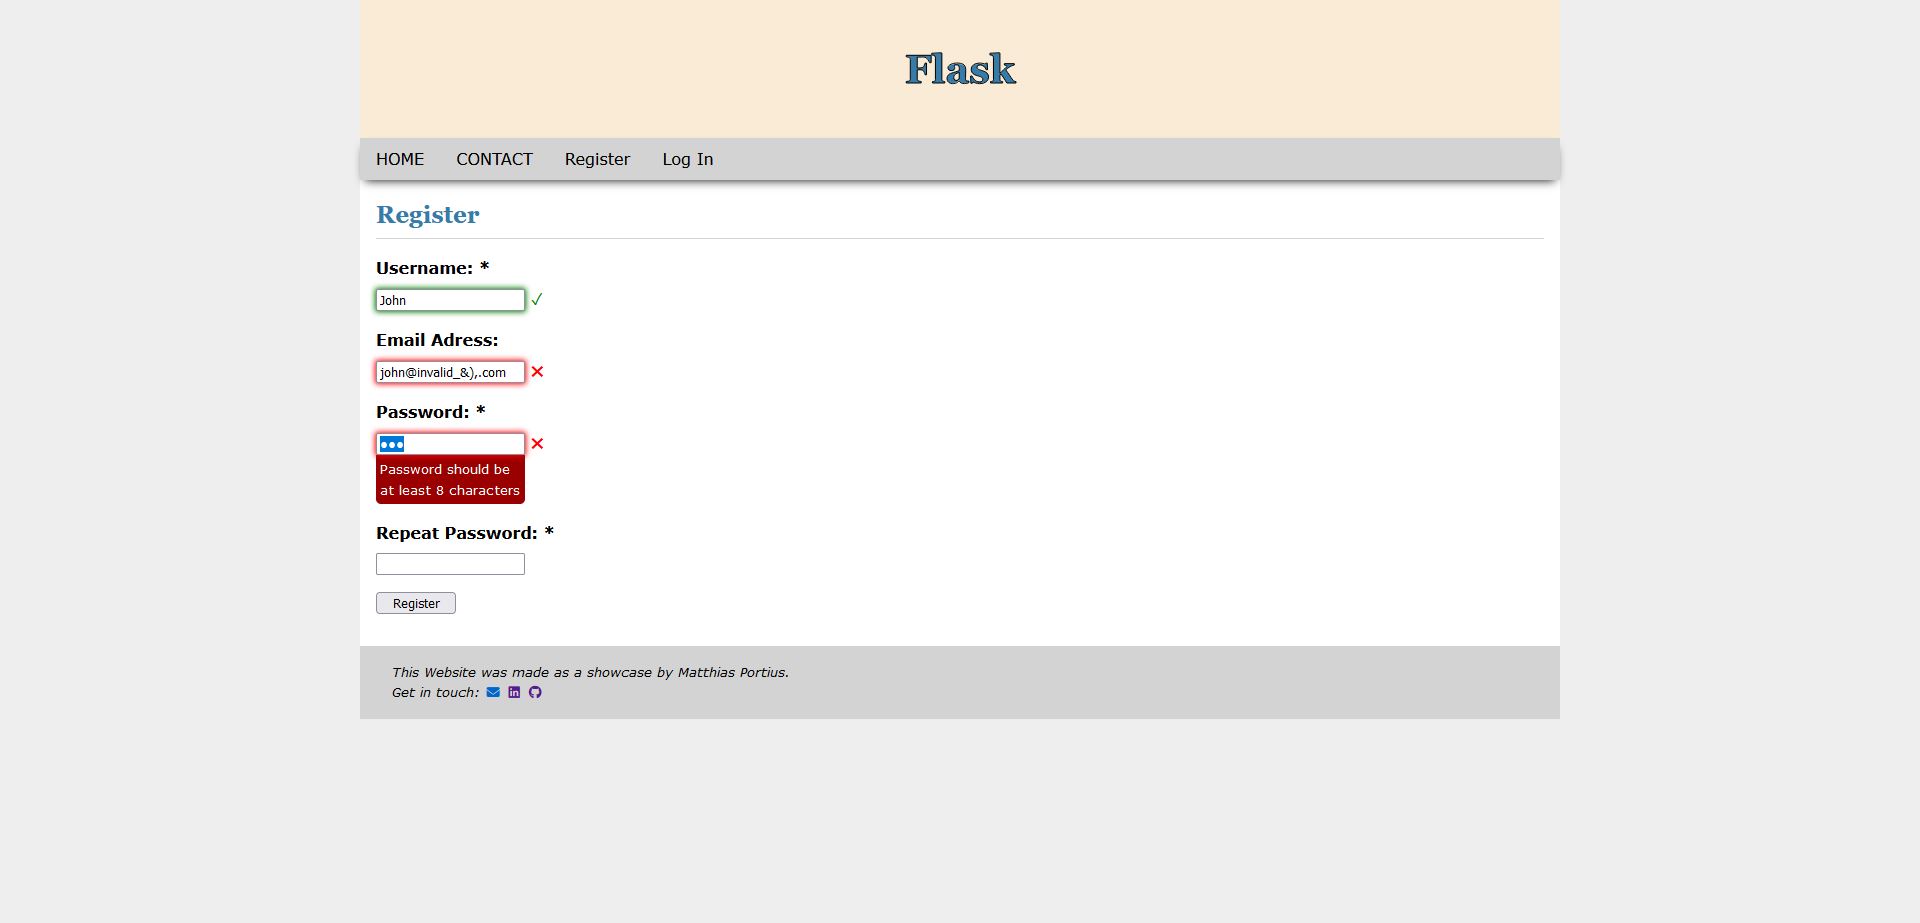 Flask
HOME CONTACT Register Log In
Register
Username: *
John ✓
Email Adress:
john@invalid_&),.com ✕
Password: *
●●● ✕
Password should be
at least 8 characters
Repeat Password: *
Register
This Website was made as a showcase by Matthias Portius.
Get in touch: